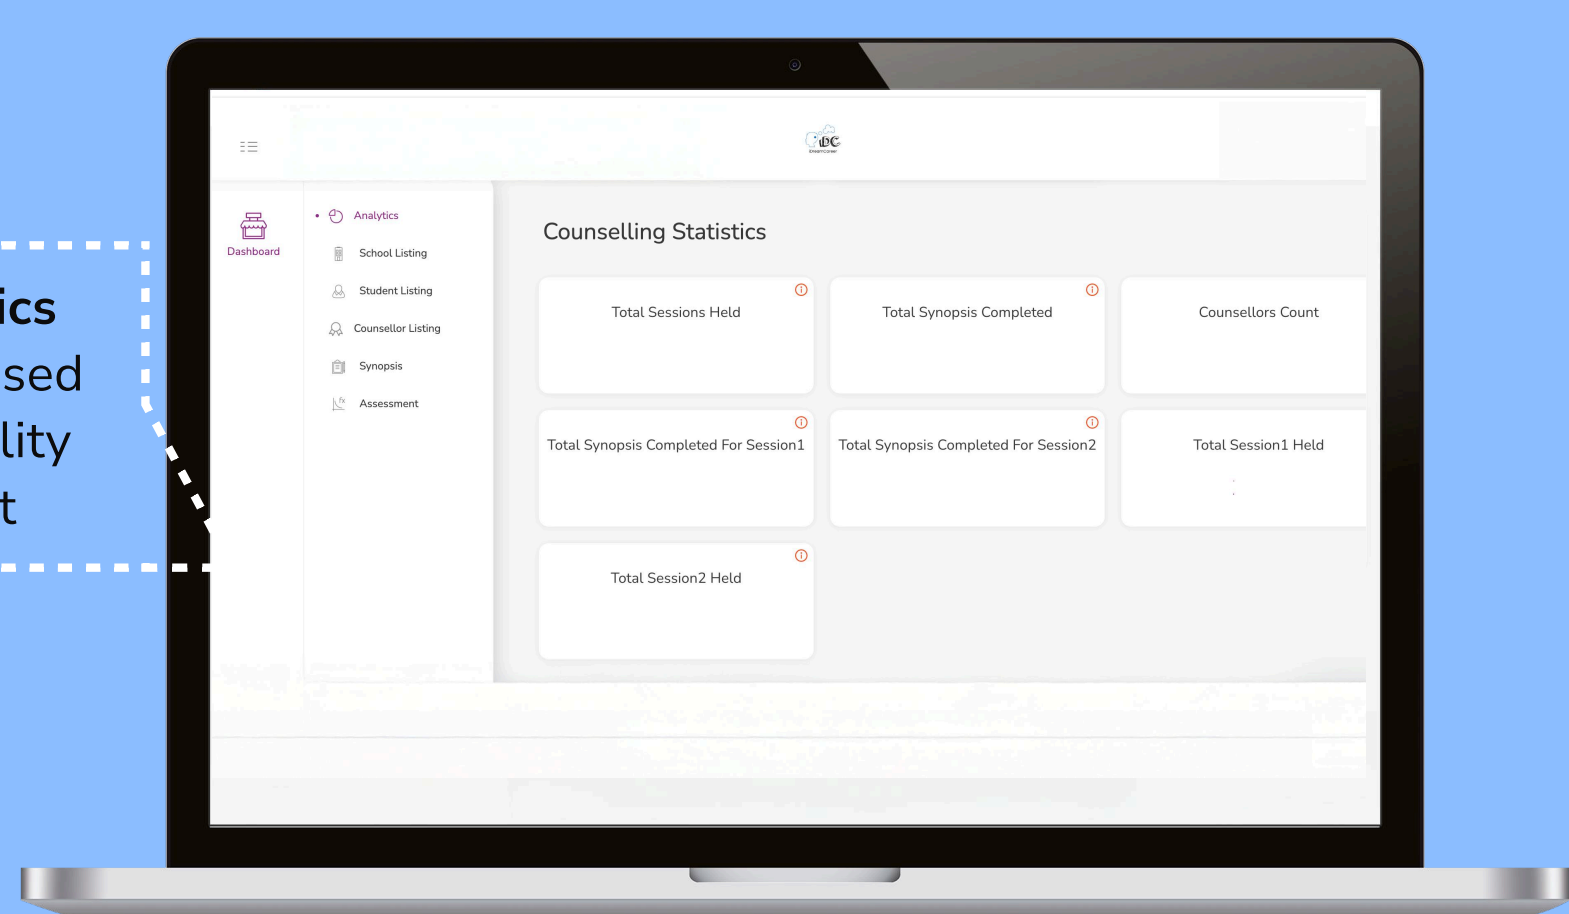 iDC
iDreamCareer
Dashboard
Analytics
School Listing
Student Listing
Counsellor Listing
Synopsis
Assessment
ics
sed
lity
t
Counselling Statistics
Total Sessions Held
Total Synopsis Completed
Counsellors Count
Total Synopsis Completed For Session1
Total Synopsis Completed For Session2
Total Session1 Held
Total Session2 Held